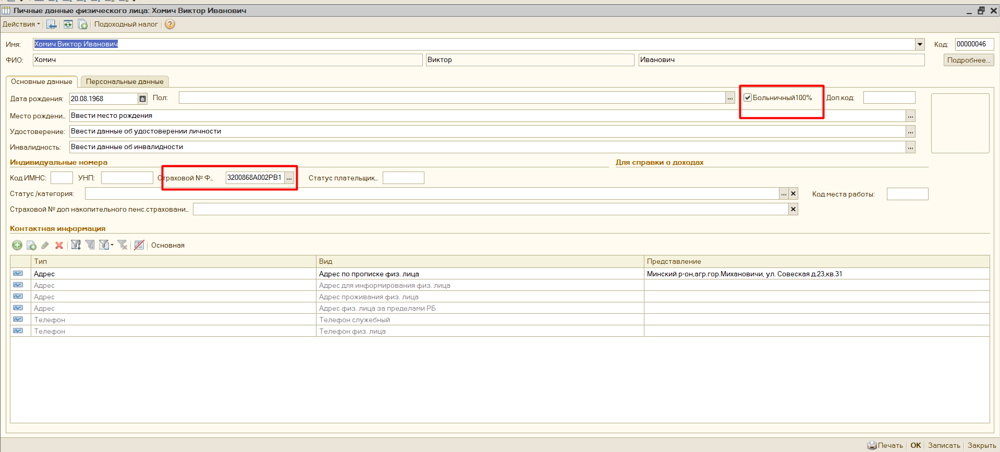 Личные данные физического лица: Хомич Виктор Иванович
Действия Подоходный налог ?
Имя: Хомич Виктор Иванович Код: 00000046
ФИО: Хомич Виктор Иванович Подробнее...
Основные данные Персональные данные
Дата рождения: 20.08.1968 Пол: ... Больничный100% Доп.код:
Место рождени... Ввести место рождения ...
Удостоверение: Ввести данные об удостоверении личности ...
Инвалидность: Ввести данные об инвалидности ...
Индивидуальные номера Для справки о доходах
Код ИМНС: УНП: Страховой № Ф... 3200868А002РВ1 ... Статус плательщик...
Статус /категория: ... Код места работы:
Страховой № доп накопительного пенс.страховани...
Контактная информация
Основная
Тип Вид Представление
Адрес Адрес по прописке физ. лица Минский р-он,агр.гор.Михановичи, ул. Совеская д.23,кв.31
Адрес Адрес для информирования физ. лица
Адрес Адрес проживания физ. лица
Адрес Адрес физ. лица за пределами РБ
Телефон Телефон служебный
Телефон Телефон физ. лица
Печать OK Записать Закрыть